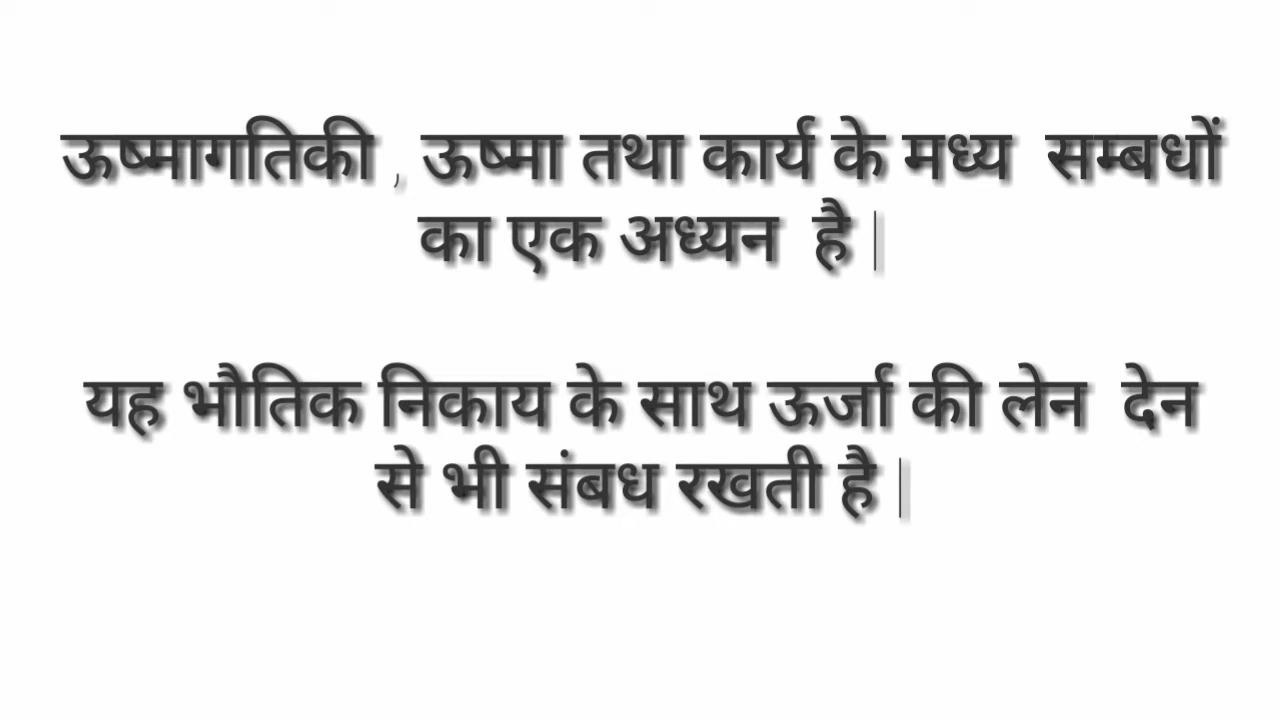 ऊष्मागतिकी , ऊष्मा तथा कार्य के मध्य सम्बधों
का एक अध्यन है |
यह भौतिक निकाय के साथ ऊर्जा की लेन देन
से भी संबध रखती है |